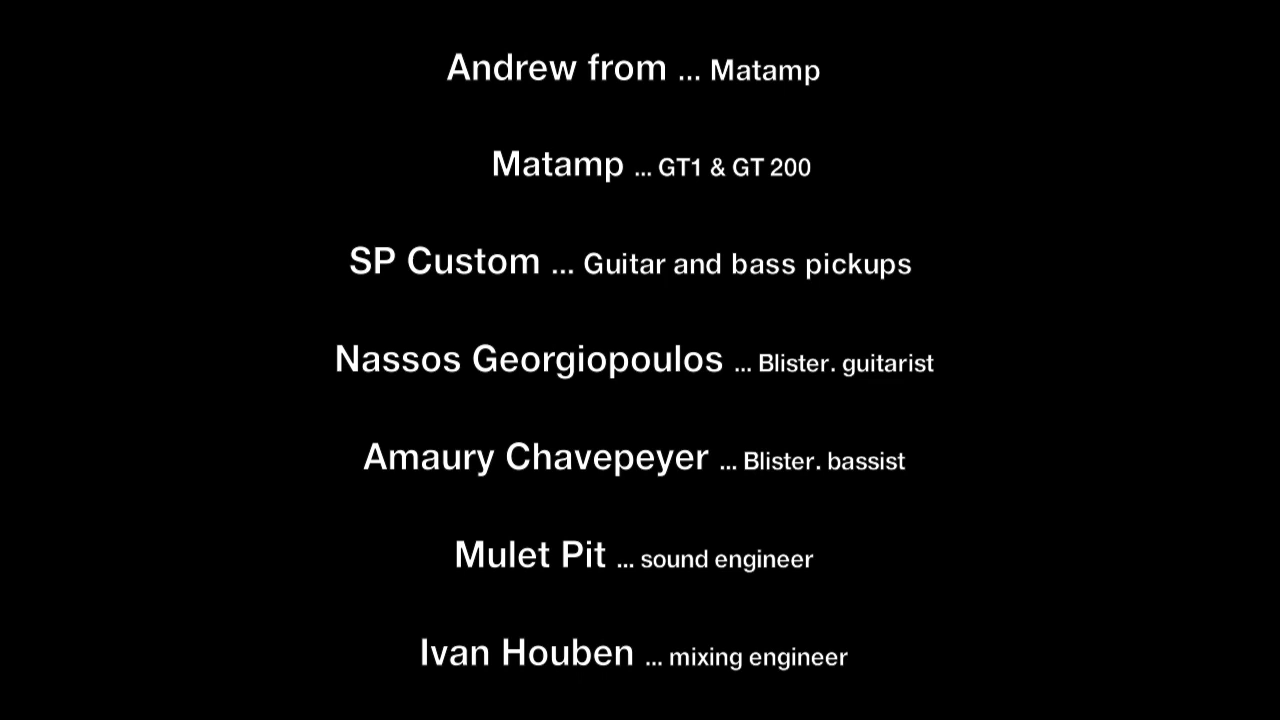 Andrew from ... Matamp
Matamp ... GT1 & GT 200
SP Custom ... Guitar and bass pickups
Nassos Georgiopoulos ... Blister. guitarist
Amaury Chavepeyer ... Blister. bassist
Mulet Pit ... sound engineer
Ivan Houben ... mixing engineer